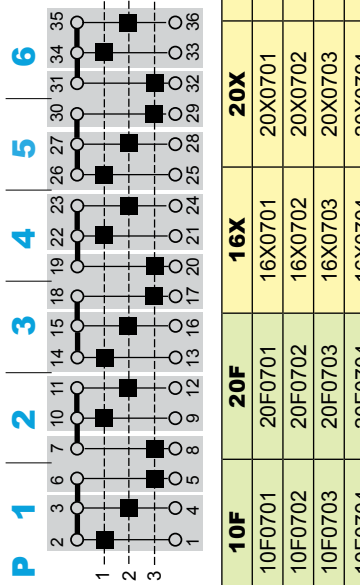 P 1 2 3 4 5 6
2 3 6 7 10 11 14 15 18 19 22 23 26 27 30 31 34 35
1
2
3
1 4 5 8 9 12 13 16 17 20 21 24 25 28 29 32 33 36
10F 20F 16X 20X
10F0701 20F0701 16X0701 20X0701
10F0702 20F0702 16X0702 20X0702
10F0703 20F0703 16X0703 20X0703